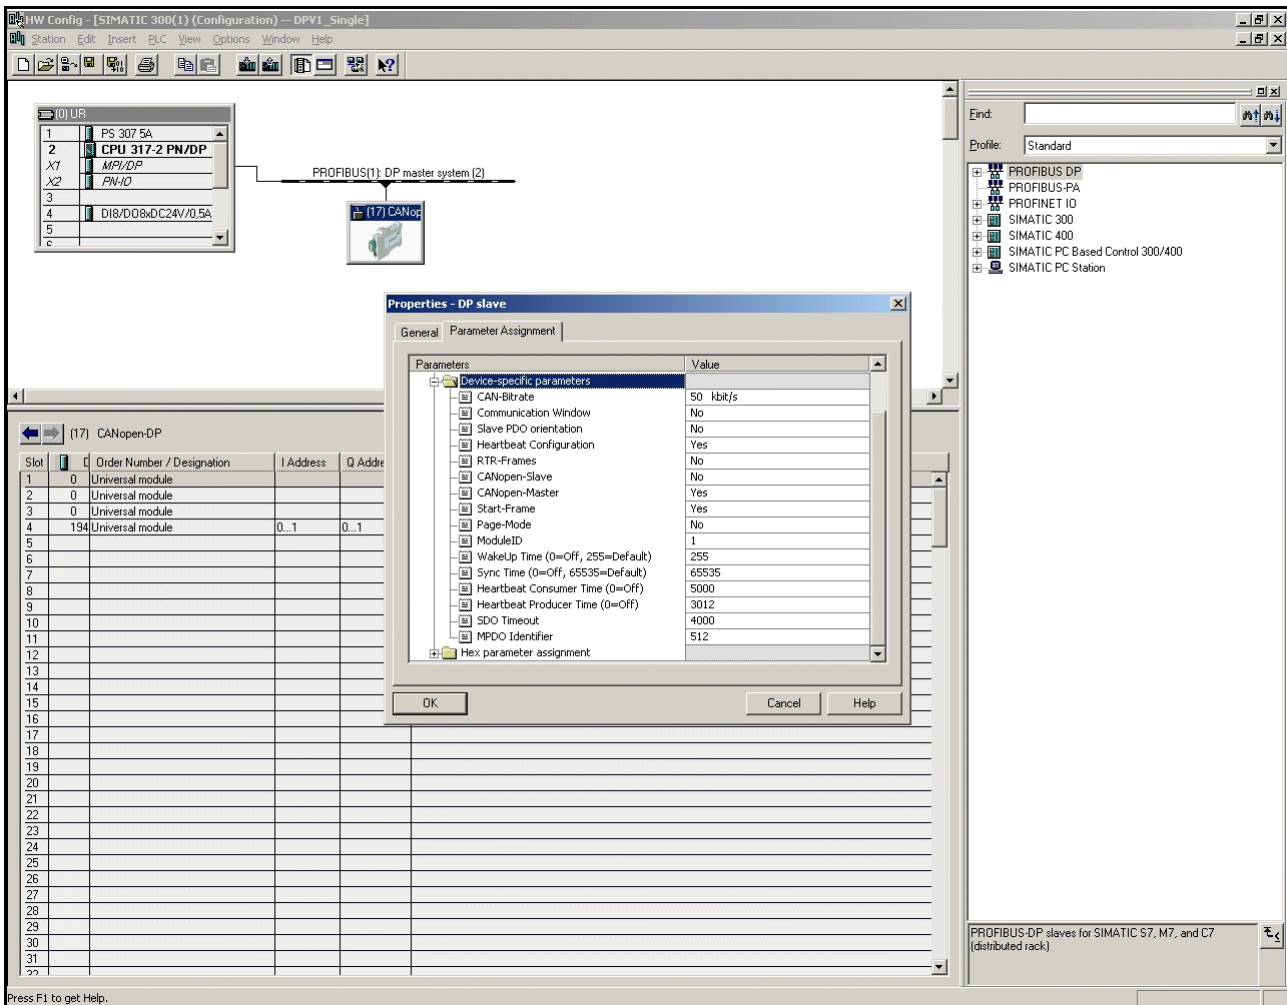 HW Config - [SIMATIC 300(1) (Configuration) -- DPV1_Single]
Station Edit Insert PLC View Options Window Help
(0) UR
1 PS 307 5A
2 CPU 317-2 PN/DP
X1 MPI/DP
X2 PN-IO
3
4 DI8/DO8xDC24V/0,5A
5
6
PROFIBUS(1): DP master system (2)
(17) CANop
Find:
Profile: Standard
PROFIBUS DP
PROFIBUS-PA
PROFINET IO
SIMATIC 300
SIMATIC 400
SIMATIC PC Based Control 300/400
SIMATIC PC Station
Properties - DP slave
General Parameter Assignment
Parameters Value
Device-specific parameters
CAN-Bitrate 50 kbit/s
Communication Window No
Slave PDO orientation No
Heartbeat Configuration Yes
RTR-Frames No
CANopen-Slave No
CANopen-Master Yes
Start-Frame Yes
Page-Mode No
ModuleID 1
WakeUp Time (0=Off, 255=Default) 255
Sync Time (0=Off, 65535=Default) 65535
Heartbeat Consumer Time (0=Off) 5000
Heartbeat Producer Time (0=Off) 3012
SDO Timeout 4000
MPDO Identifier 512
Hex parameter assignment
OK Cancel Help
(17) CANopen-DP
Slot D Order Number / Designation I Address Q Addre
1 0 Universal module
2 0 Universal module
3 0 Universal module
4 194 Universal module 0...1 0...1
5
6
7
8
9
10
11
12
13
14
15
16
17
18
19
20
21
22
23
24
25
26
27
28
29
30
31
32
PROFIBUS-DP slaves for SIMATIC S7, M7, and C7
(distributed rack)
Press F1 to get Help.